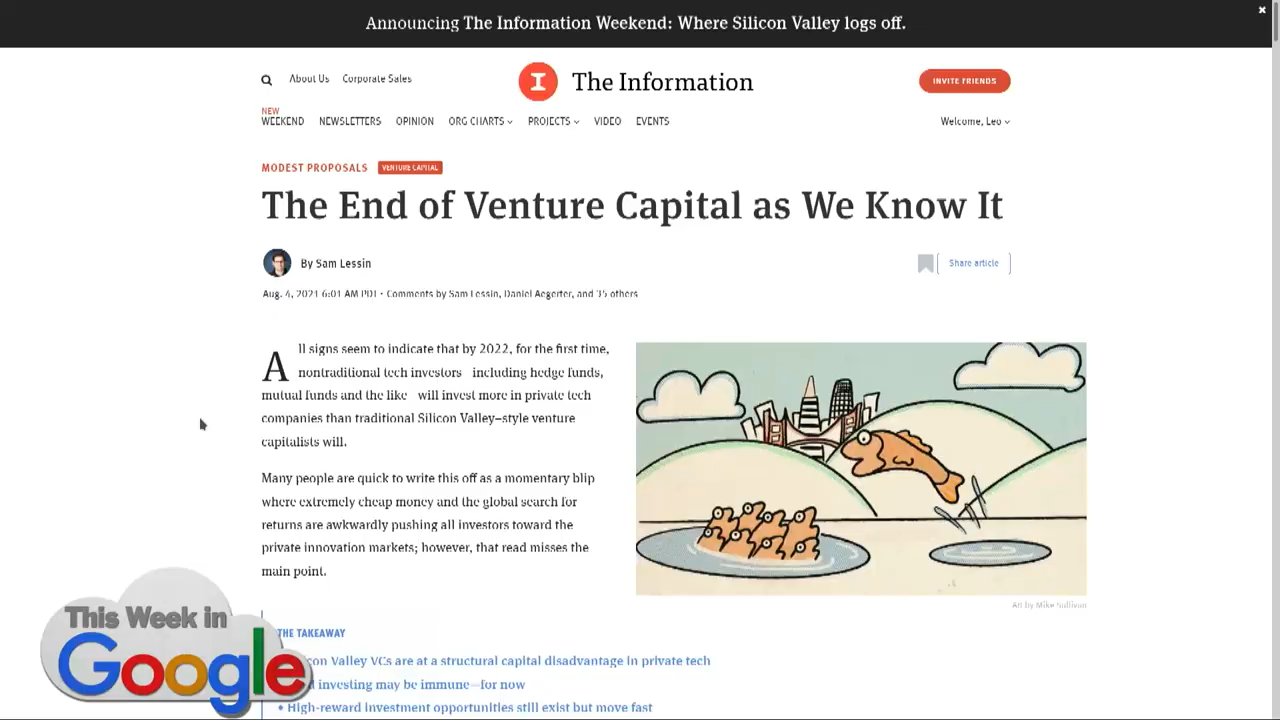 Announcing The Information Weekend: Where Silicon Valley logs off.
About Us Corporate Sales
The Information
INVITE FRIENDS
NEW
WEEKEND NEWSLETTERS OPINION ORG CHARTS PROJECTS VIDEO EVENTS
Welcome, Leo
MODEST PROPOSALS VENTURE CAPITAL
The End of Venture Capital as We Know It
By Sam Lessin
Share article
Aug. 4, 2021 6:01 AM PDT · Comments by Sam Lessin, Daniel Aegerter, and 35 others
All signs seem to indicate that by 2022, for the first time,
nontraditional tech investors including hedge funds,
mutual funds and the like will invest more in private tech
companies than traditional Silicon Valley–style venture
capitalists will.
Many people are quick to write this off as a momentary blip
where extremely cheap money and the global search for
returns are awkwardly pushing all investors toward the
private innovation markets; however, that read misses the
main point.
Art by Mike Sullivan
THE TAKEAWAY
Valley VCs are at a structural capital disadvantage in private tech
investing may be immune—for now
• High-reward investment opportunities still exist but move fast
This Week in
Google